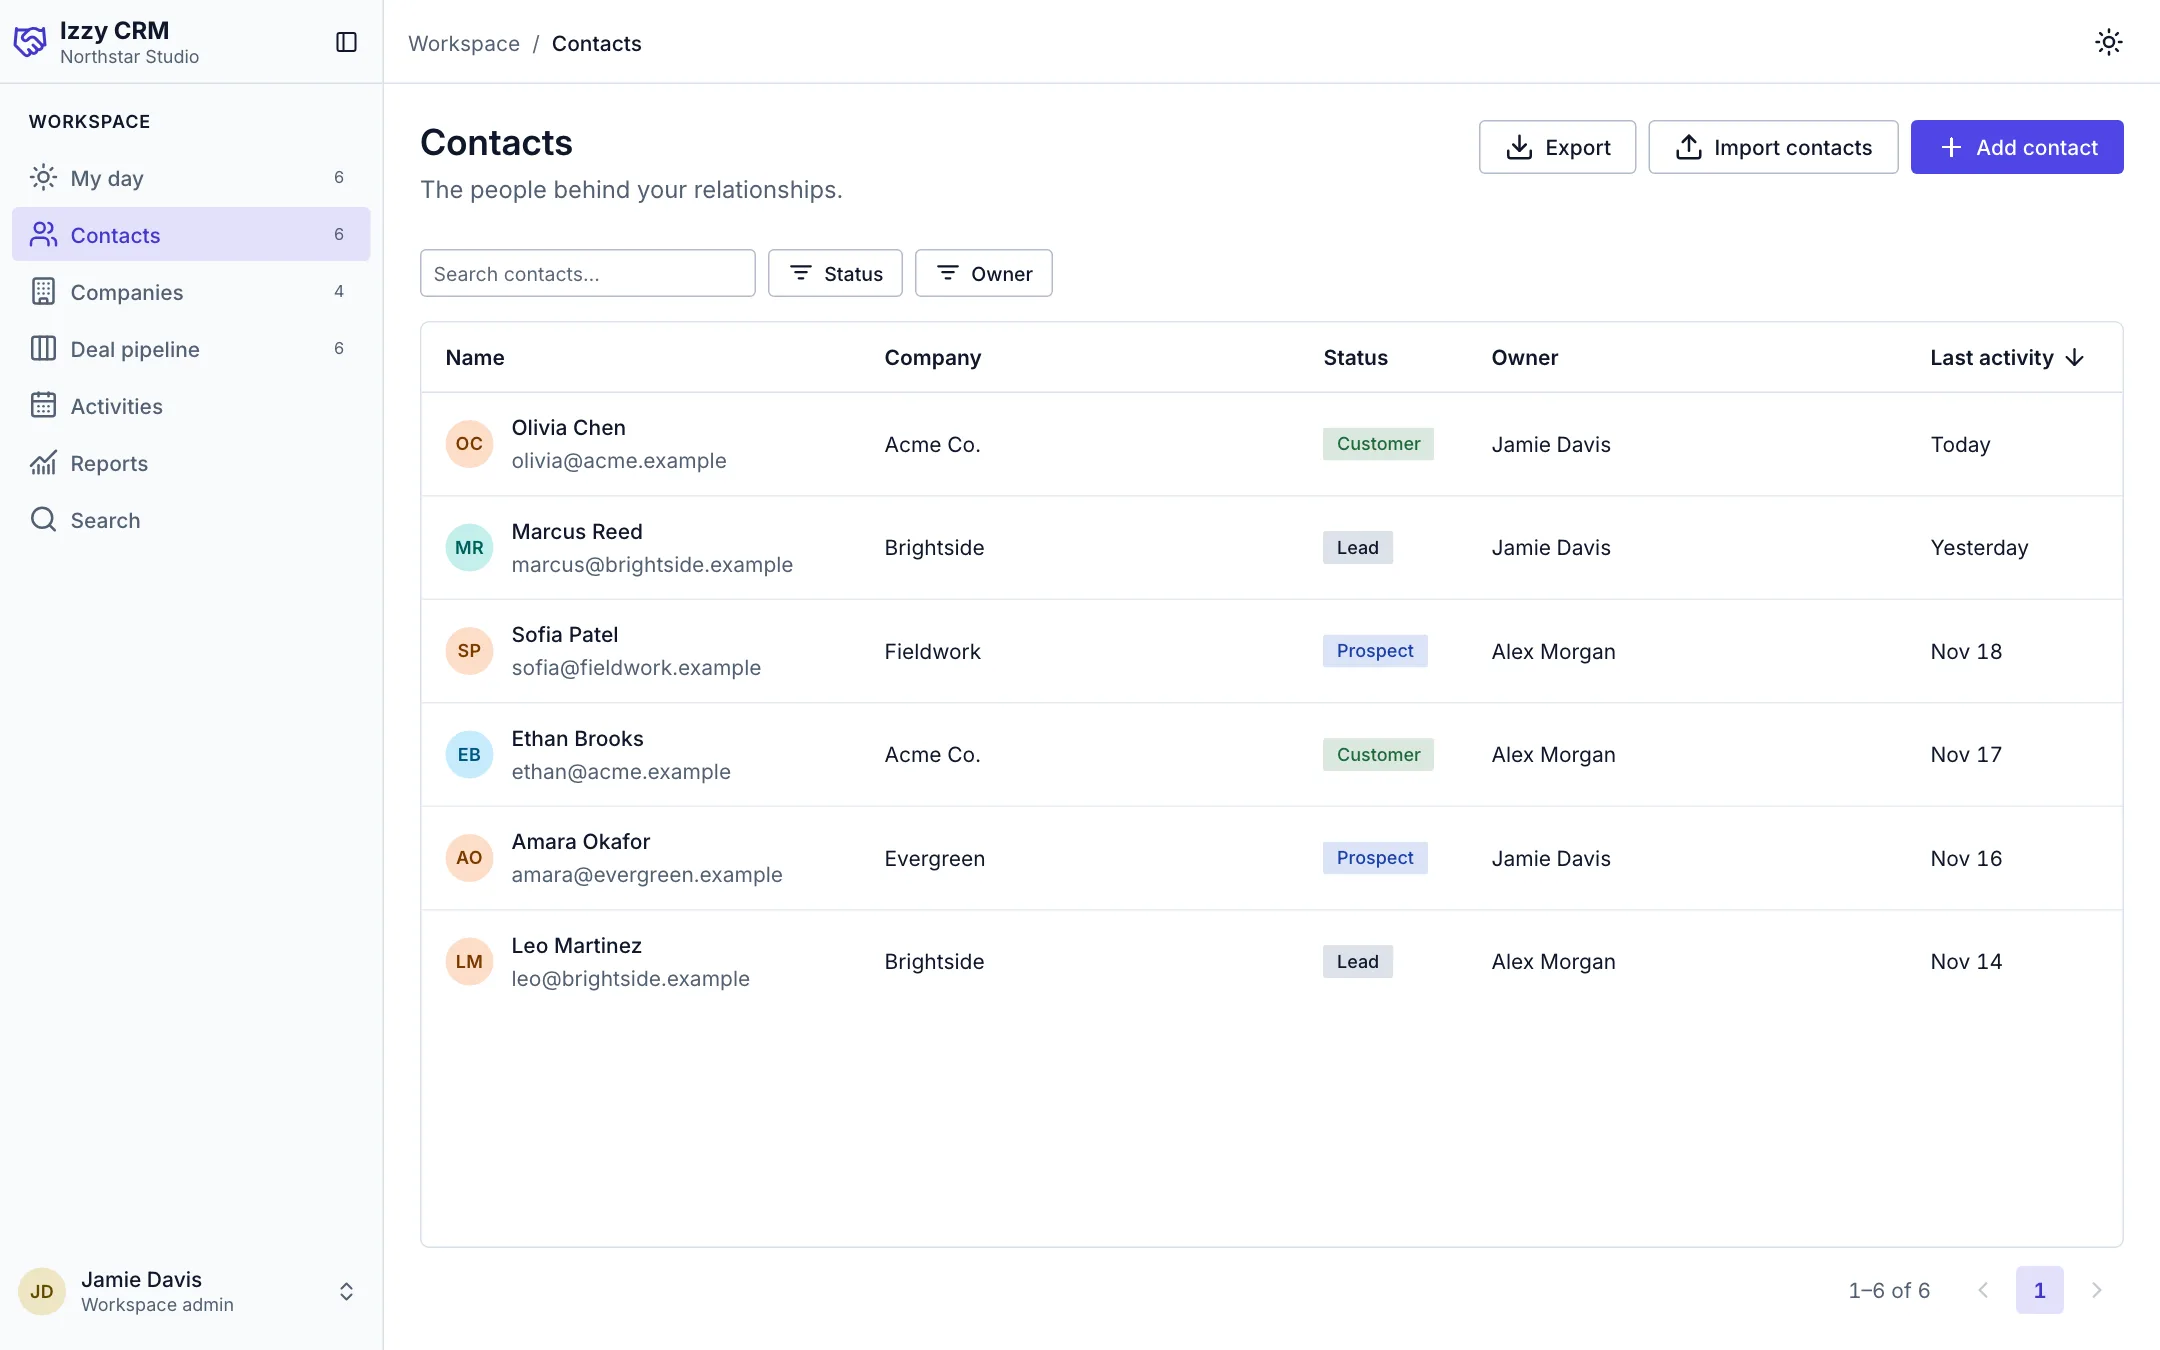 Izzy CRM
Northstar Studio
Workspace / Contacts
WORKSPACE
My day 6
Contacts 6
Companies 4
Deal pipeline 6
Activities
Reports
Search
JD
Jamie Davis
Workspace admin
Contacts
The people behind your relationships.
Export
Import contacts
Add contact
Search contacts...
Status
Owner
Name Company Status Owner Last activity
OC
Olivia Chen
olivia@acme.example
Acme Co.
Customer
Jamie Davis
Today
MR
Marcus Reed
marcus@brightside.example
Brightside
Lead
Jamie Davis
Yesterday
SP
Sofia Patel
sofia@fieldwork.example
Fieldwork
Prospect
Alex Morgan
Nov 18
EB
Ethan Brooks
ethan@acme.example
Acme Co.
Customer
Alex Morgan
Nov 17
AO
Amara Okafor
amara@evergreen.example
Evergreen
Prospect
Jamie Davis
Nov 16
LM
Leo Martinez
leo@brightside.example
Brightside
Lead
Alex Morgan
Nov 14
1–6 of 6
1